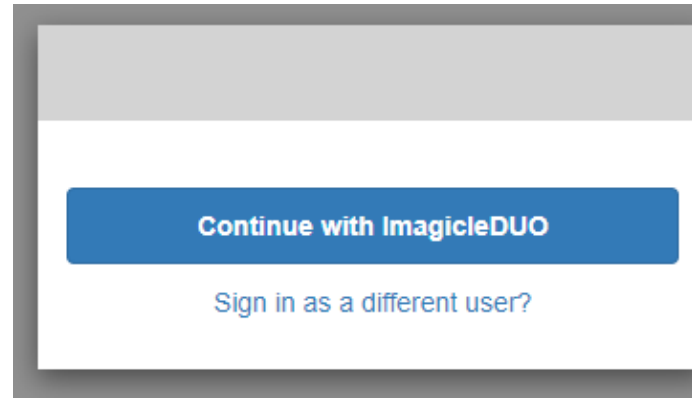 Continue with ImagicleDUO
Sign in as a different user?